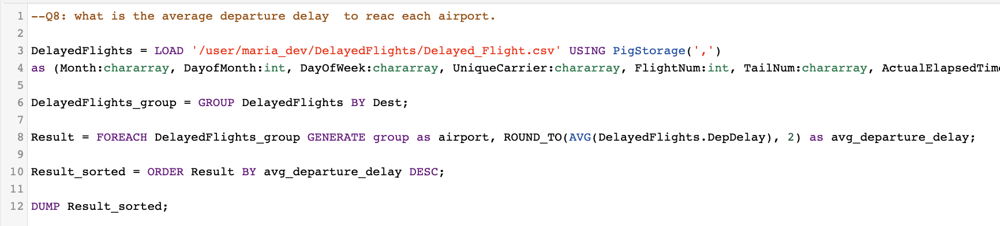 1 --Q8: what is the average departure delay  to reac each airport.
2
3 DelayedFlights = LOAD '/user/maria_dev/DelayedFlights/Delayed_Flight.csv' USING PigStorage(',')
4 as (Month:chararray, DayofMonth:int, DayOfWeek:chararray, UniqueCarrier:chararray, FlightNum:int, TailNum:chararray, ActualElapsedTim
5
6 DelayedFlights_group = GROUP DelayedFlights BY Dest;
7
8 Result = FOREACH DelayedFlights_group GENERATE group as airport, ROUND_TO(AVG(DelayedFlights.DepDelay), 2) as avg_departure_delay;
9
10 Result_sorted = ORDER Result BY avg_departure_delay DESC;
11
12 DUMP Result_sorted;